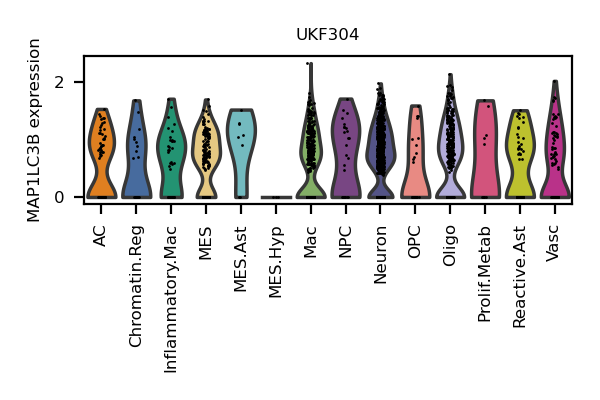 UKF304
MAP1LC3B expression
2
0
AC
Chromatin.Reg
Inflammatory.Mac
MES
MES.Ast
MES.Hyp
Mac
NPC
Neuron
OPC
Oligo
Prolif.Metab
Reactive.Ast
Vasc